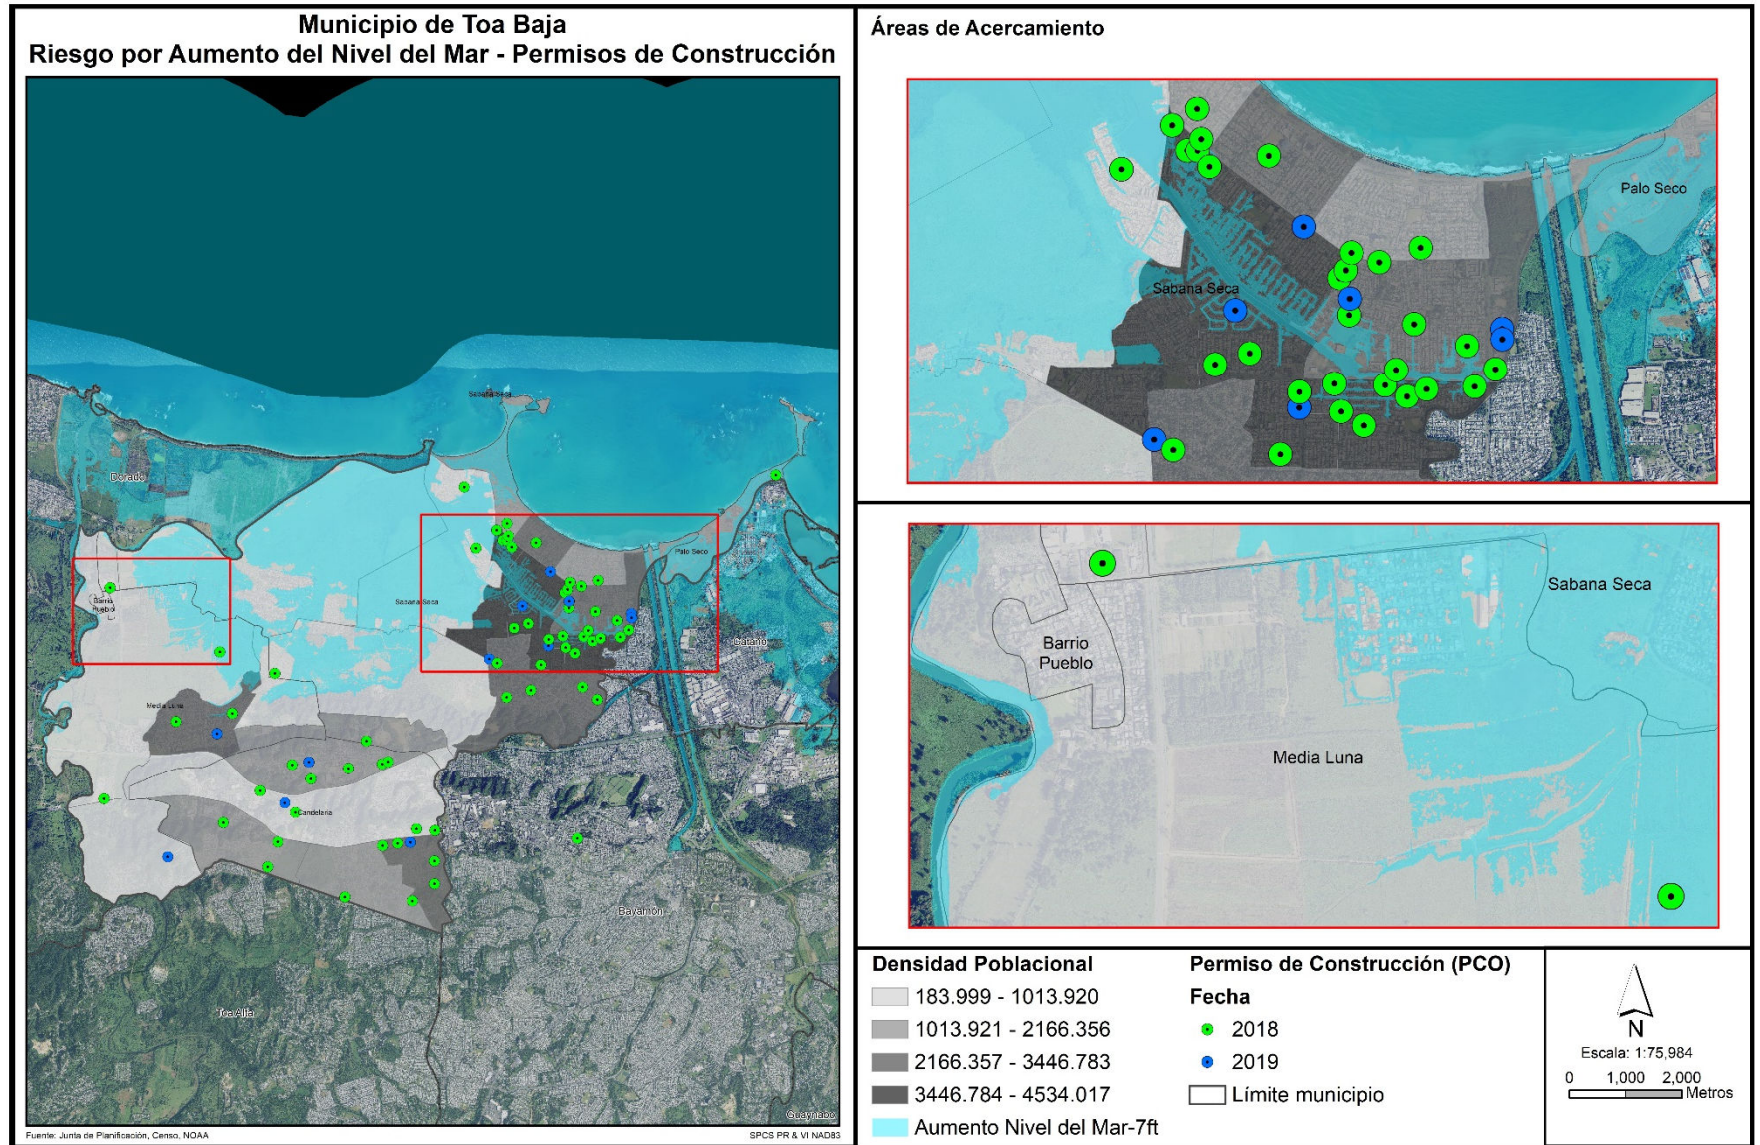 Municipio de Toa Baja
Riesgo por Aumento del Nivel del Mar - Permisos de Construcción
Sabana Seca
Dorado
Palo Seco
Barrio
Pueblo
Sabana Seca
Cataño
Media Luna
Candelaria
Bayamón
Toa Alta
Guaynabo
Fuente: Junta de Planificación, Censo, NOAA
SPCS PR & VI NAD83
Áreas de Acercamiento
Palo Seco
Sabana Seca
Sabana Seca
Barrio
Pueblo
Media Luna
Densidad Poblacional
183.999 - 1013.920
1013.921 - 2166.356
2166.357 - 3446.783
3446.784 - 4534.017
Aumento Nivel del Mar-7ft
Permiso de Construcción (PCO)
Fecha
2018
2019
Límite municipio
N
Escala: 1:75,984
0 1,000 2,000
Metros